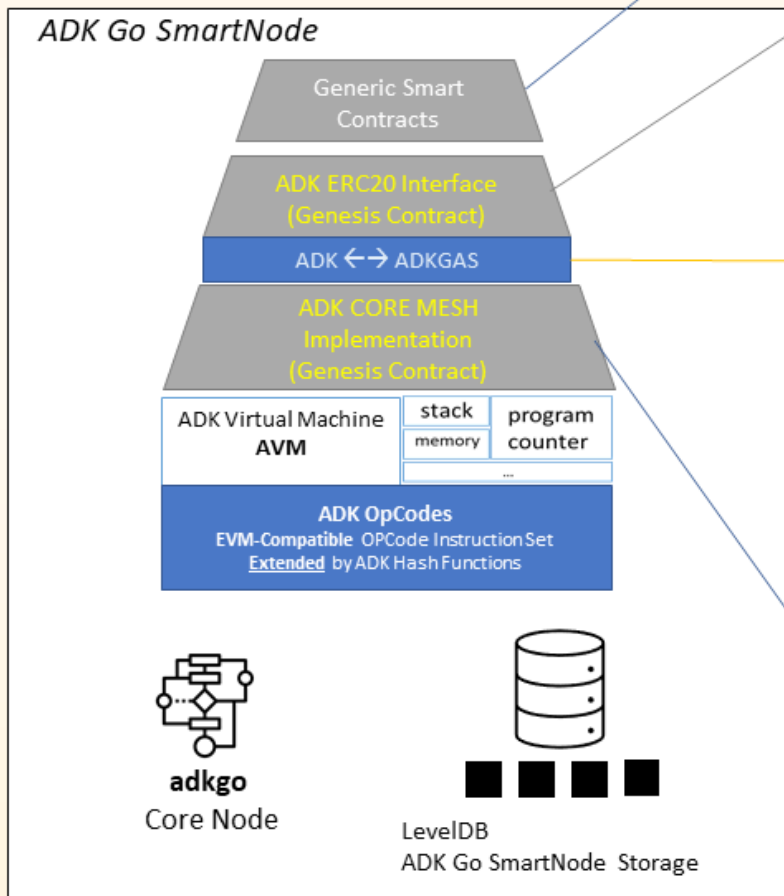 ADK Go SmartNode
Generic Smart
Contracts
ADK ERC20 Interface
(Genesis Contract)
ADK ←→ ADKGAS
ADK CORE MESH
Implementation
(Genesis Contract)
ADK Virtual Machine
AVM
stack
memory
program
counter
...
ADK OpCodes
EVM-Compatible OPCode Instruction Set
Extended by ADK Hash Functions
adkgo
Core Node
LevelDB
ADK Go SmartNode Storage